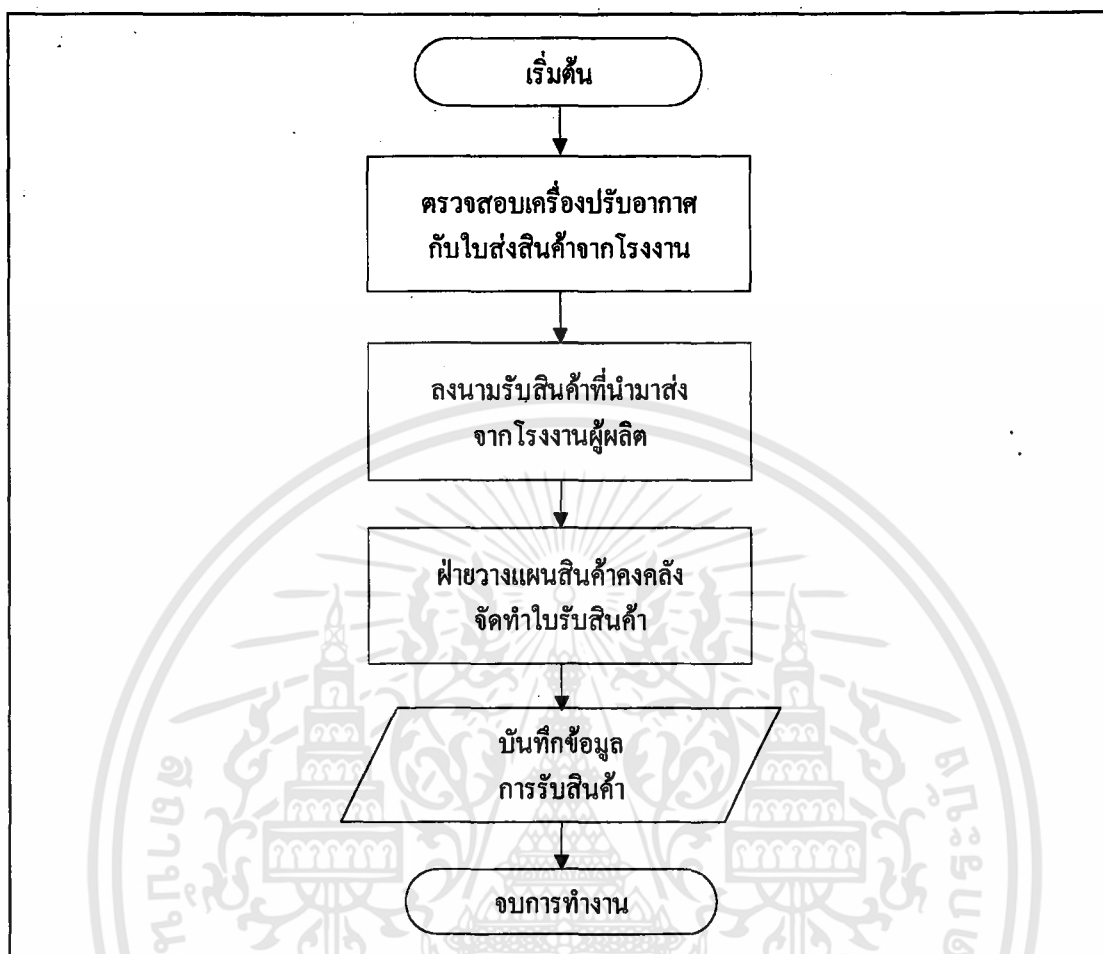 เริ่มต้น
ตรวจสอบเครื่องปรับอากาศ
กับใบส่งสินค้าจากโรงงาน
ลงนามรับสินค้าที่นำมาส่ง
จากโรงงานผู้ผลิต
ฝ่ายวางแผนสินค้าคงคลัง
จัดทำใบรับสินค้า
บันทึกข้อมูล
การรับสินค้า
จบการทำงาน